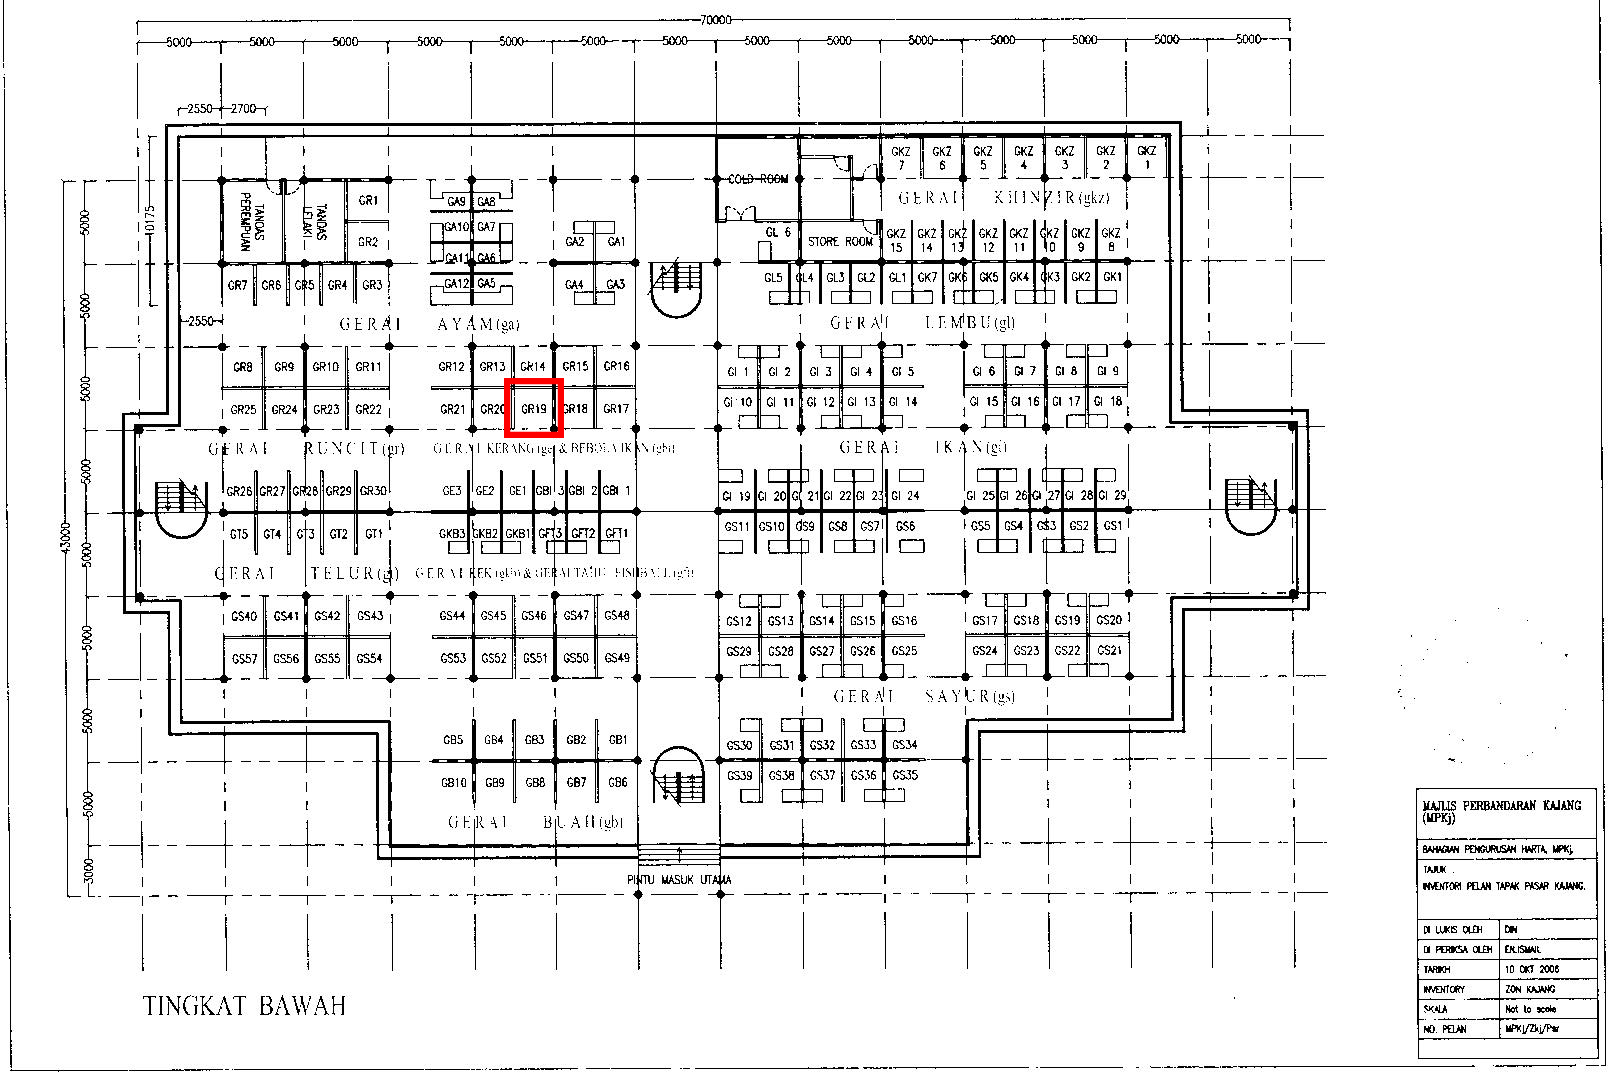 70000
5000 5000 5000 5000 5000 5000 5000 5000 5000 5000 5000 5000 5000 5000
2550 2700
10175
5000
5000
5000
5000
5000
5000
5000
5000
3000
43000
2550
TANDAS PEREMPUAN
TANDAS LELAKI
GR1
GR2
GR7 GR6 GR5 GR4 GR3
GA9 GA8
GA10 GA7
GA11 GA6
GA12 GA5
GA2 GA1
GA4 GA3
COLD ROOM
STORE ROOM
GKZ 7 GKZ 6 GKZ 5 GKZ 4 GKZ 3 GKZ 2 GKZ 1
GERAI KHINZIR(gkz)
GL 6
GKZ 15 GKZ 14 GKZ 13 GKZ 12 GKZ 11 GKZ 10 GKZ 9 GKZ 8
GL5 GL4 GL3 GL2 GL1 GK7 GK6 GK5 GK4 GK3 GK2 GK1
GERAI AYAM(ga)
GERAI LEMBU(gl)
GR8 GR9 GR10 GR11 GR12 GR13 GR14 GR15 GR16
GI 1 GI 2 GI 3 GI 4 GI 5 GI 6 GI 7 GI 8 GI 9
GR25 GR24 GR23 GR22 GR21 GR20 GR19 GR18 GR17
GI 10 GI 11 GI 12 GI 13 GI 14 GI 15 GI 16 GI 17 GI 18
GERAI RUNCIT(gr)
GERAI KERANG(ge) & BEBOLA IKAN(gbi)
GERAI IKAN(gi)
GR26 GR27 GR28 GR29 GR30 GE3 GE2 GE1 GBI 3 GBI 2 GBI 1
GI 19 GI 20 GI 21 GI 22 GI 23 GI 24 GI 25 GI 26 GI 27 GI 28 GI 29
GT5 GT4 GT3 GT2 GT1 GKB3 GKB2 GKB1 GFT3 GFT2 GFT1
GS11 GS10 GS9 GS8 GS7 GS6 GS5 GS4 GS3 GS2 GS1
GERAI TELUR(gt)
GERAI & GERAI
GS40 GS41 GS42 GS43 GS44 GS45 GS46 GS47 GS48
GS12 GS13 GS14 GS15 GS16 GS17 GS18 GS19 GS20
GS57 GS56 GS55 GS54 GS53 GS52 GS51 GS50 GS49
GS29 GS28 GS27 GS26 GS25 GS24 GS23 GS22 GS21
GERAI SAYUR(gs)
GB5 GB4 GB3 GB2 GB1
GS30 GS31 GS32 GS33 GS34
GB10 GB9 GB8 GB7 GB6
GS39 GS38 GS37 GS36 GS35
GERAI BUAH(gb)
PINTU MASUK UTAMA
TINGKAT BAWAH
MAJLIS PERBANDARAN KAJANG
(MPKj)
BAHAGIAN PENGURUSAN HARTA, MPKj.
TAJUK
INVENTORI PELAN TAPAK PASAR KAJANG.
DI LUKIS OLEH DIN
DI PERIKSA OLEH EN.ISMAIL
TARIKH 10 OKT 2006
INVENTORY ZON KAJANG
SKALA Not to scale
NO. PELAN MPKj/Zkj/Psr